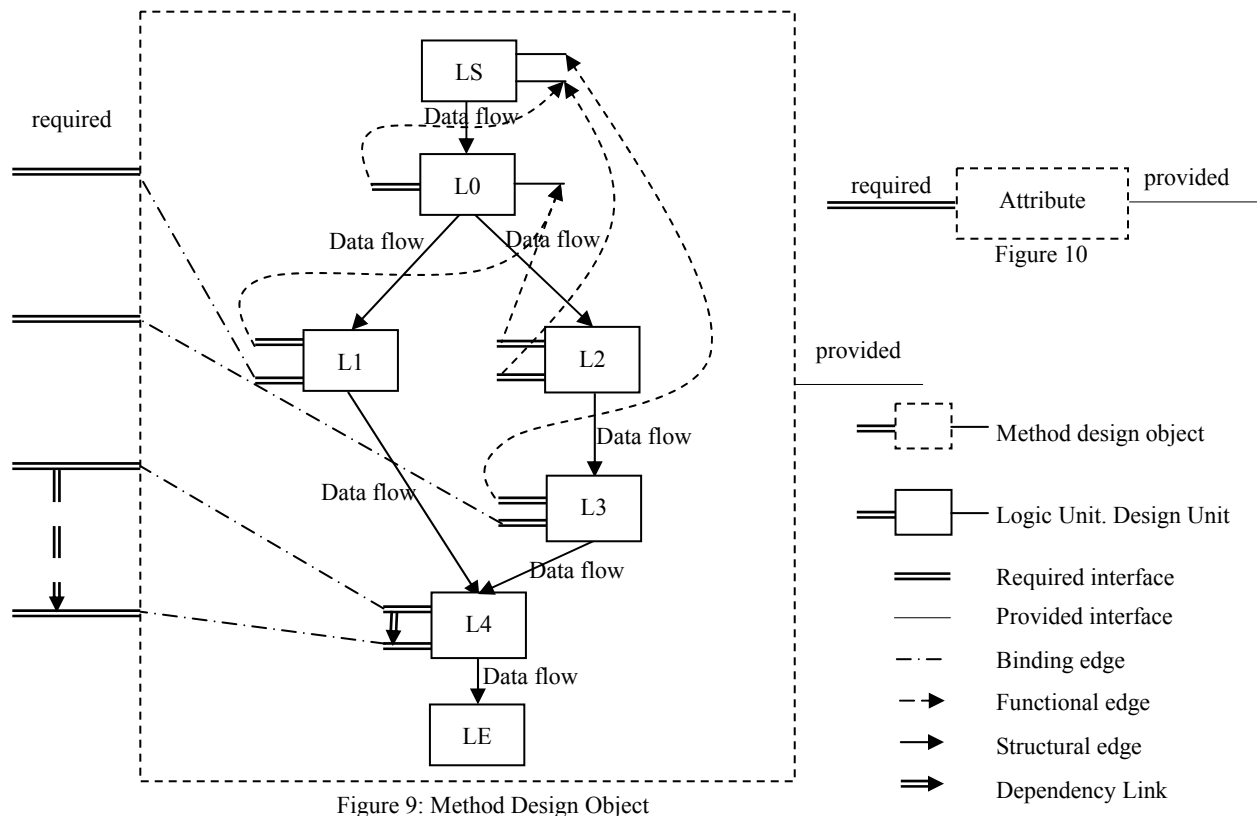 LS
Data flow
required
L0
Data flow
Data flow
required
Attribute
provided
Figure 10
L1
L2
provided
Data flow
Method design object
Data flow
L3
Logic Unit. Design Unit
Data flow
Required interface
L4
Provided interface
Data flow
Binding edge
LE
Functional edge
Structural edge
Dependency Link
Figure 9: Method Design Object